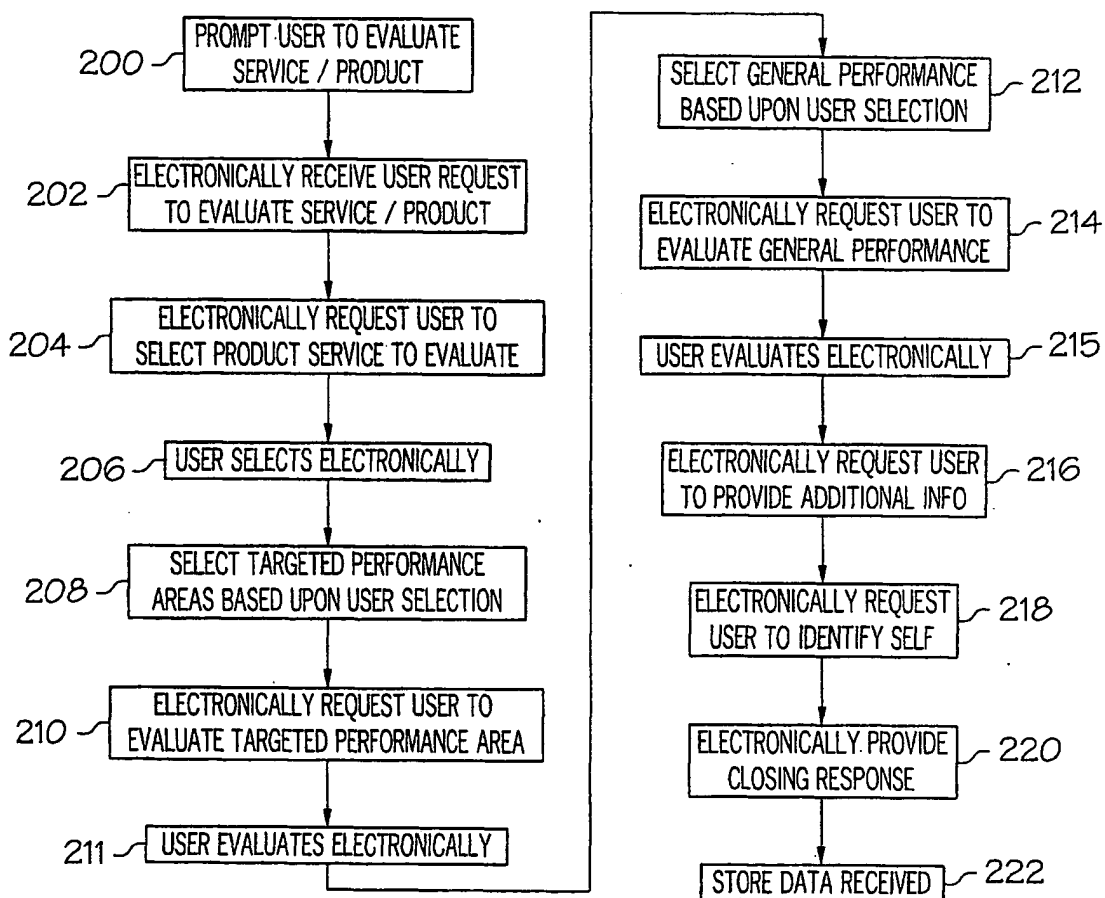 200
PROMPT USER TO EVALUATE
SERVICE / PRODUCT
202
ELECTRONICALLY RECEIVE USER REQUEST
TO EVALUATE SERVICE / PRODUCT
204
ELECTRONICALLY REQUEST USER TO
SELECT PRODUCT SERVICE TO EVALUATE
206
USER SELECTS ELECTRONICALLY
208
SELECT TARGETED PERFORMANCE
AREAS BASED UPON USER SELECTION
210
ELECTRONICALLY REQUEST USER TO
EVALUATE TARGETED PERFORMANCE AREA
211
USER EVALUATES ELECTRONICALLY
SELECT GENERAL PERFORMANCE
BASED UPON USER SELECTION
212
ELECTRONICALLY REQUEST USER TO
EVALUATE GENERAL PERFORMANCE
214
USER EVALUATES ELECTRONICALLY
215
ELECTRONICALLY REQUEST USER
TO PROVIDE ADDITIONAL INFO
216
ELECTRONICALLY REQUEST
USER TO IDENTIFY SELF
218
ELECTRONICALLY PROVIDE
CLOSING RESPONSE
220
STORE DATA RECEIVED
222